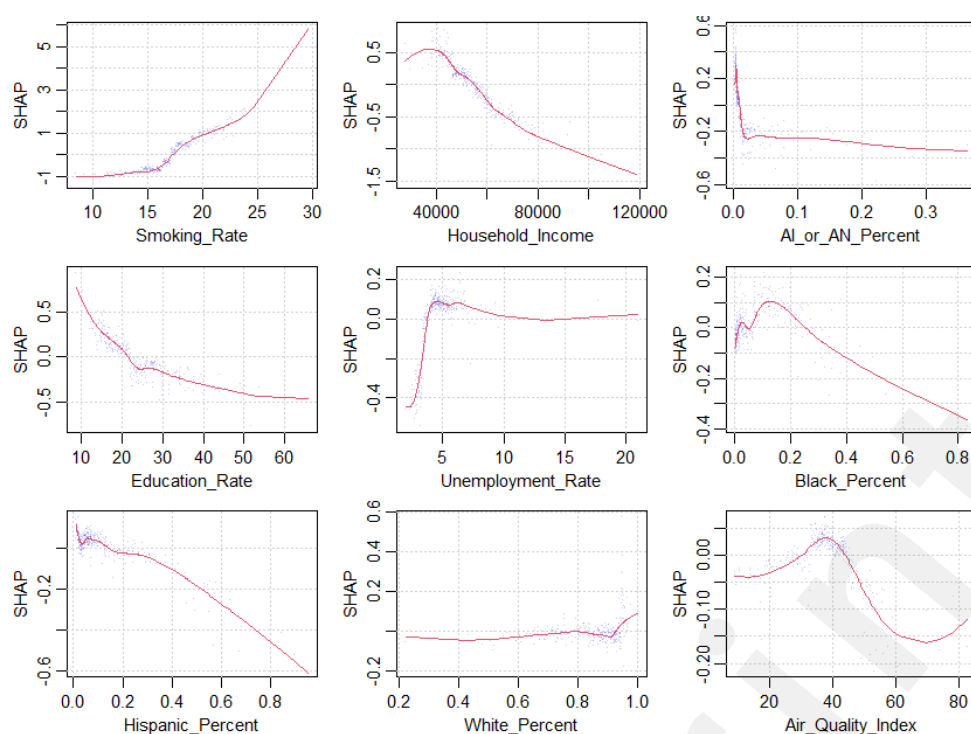 SHAP
-1 1 3 5
10 15 20 25 30
Smoking_Rate
SHAP
-1.5 -0.5 0.5
40000 80000 120000
Household_Income
SHAP
-0.6 -0.2 0.2 0.6
0.0 0.1 0.2 0.3
AI_or_AN_Percent
SHAP
-0.5 0.0 0.5
10 20 30 40 50 60
Education_Rate
SHAP
-0.4 0.0 0.2
5 10 15 20
Unemployment_Rate
SHAP
-0.4 -0.2 0.0 0.2
0.0 0.2 0.4 0.6 0.8
Black_Percent
SHAP
-0.6 -0.2
0.0 0.2 0.4 0.6 0.8
Hispanic_Percent
SHAP
-0.2 0.0 0.2 0.4 0.6
0.2 0.4 0.6 0.8 1.0
White_Percent
SHAP
-0.20 -0.10 0.00
20 40 60 80
Air_Quality_Index